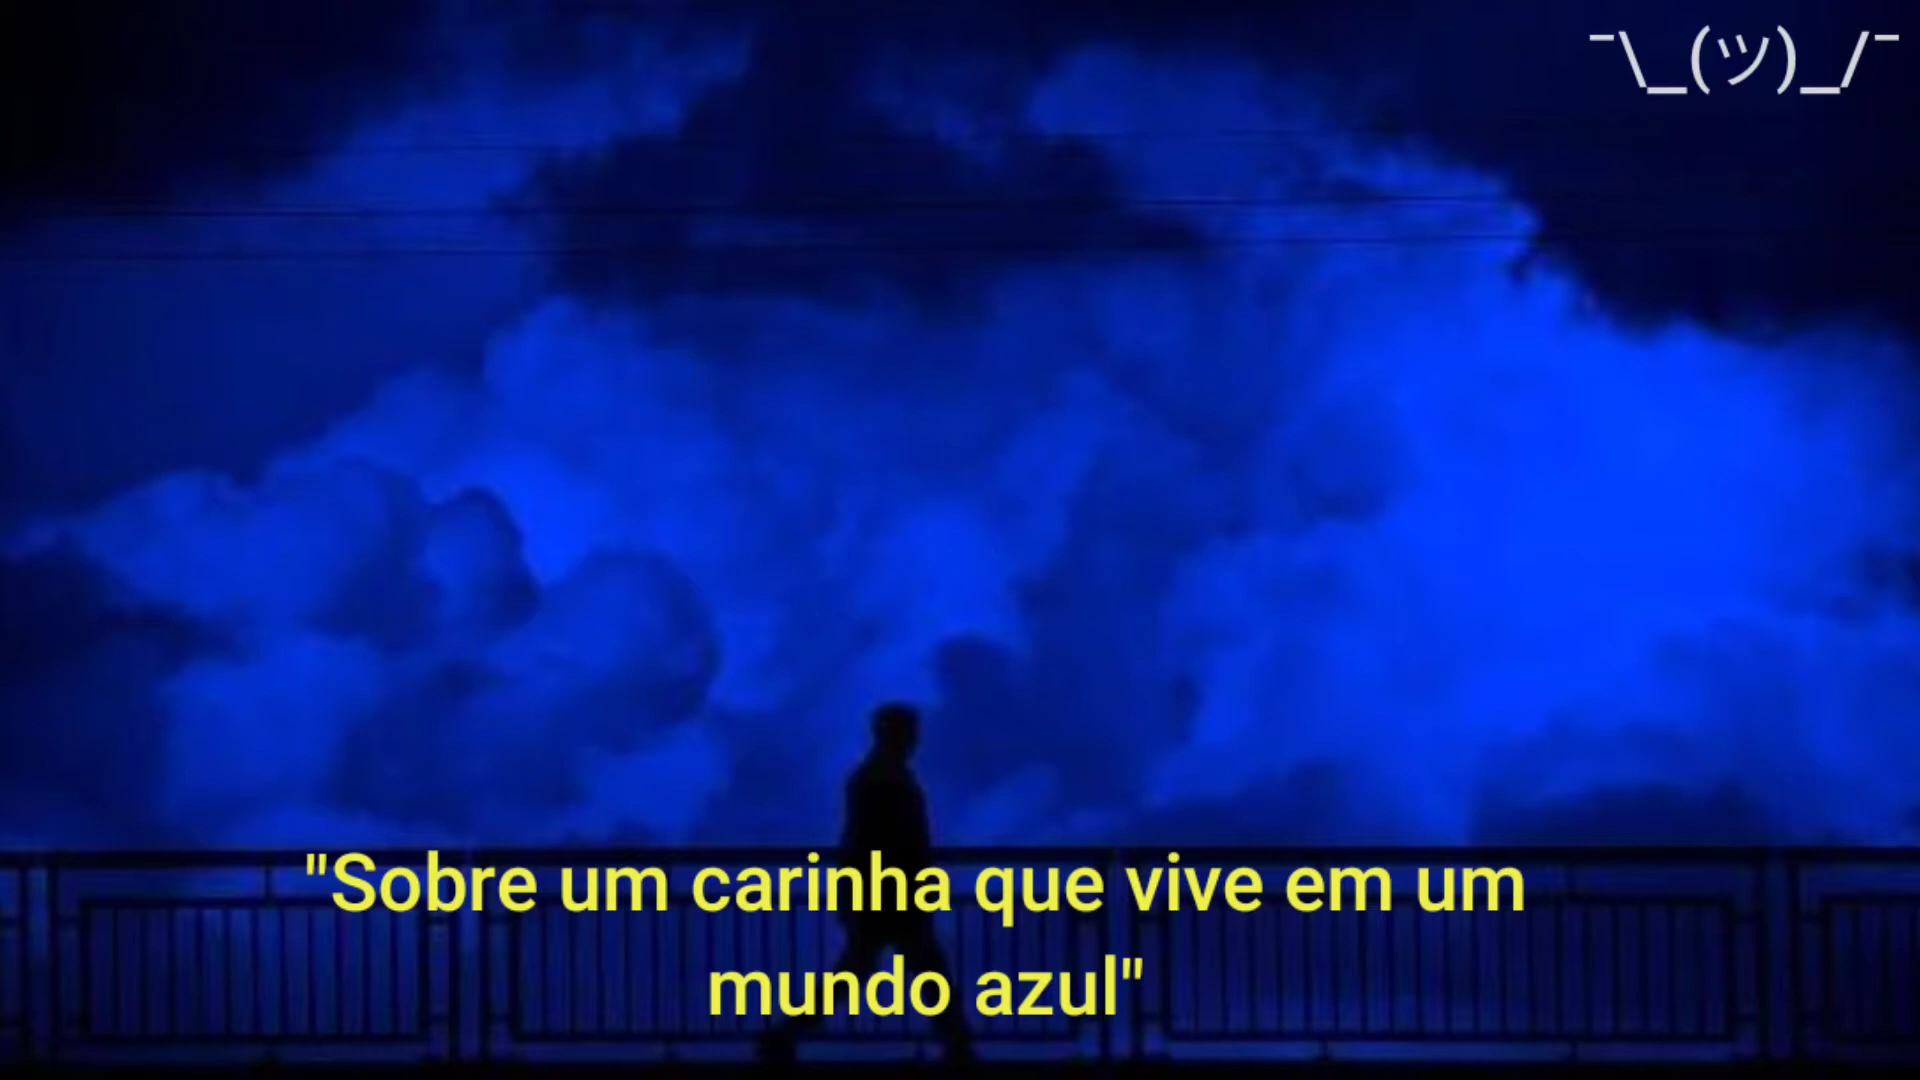 ¯\_(ツ)_/¯
"Sobre um carinha que vive em um
mundo azul"